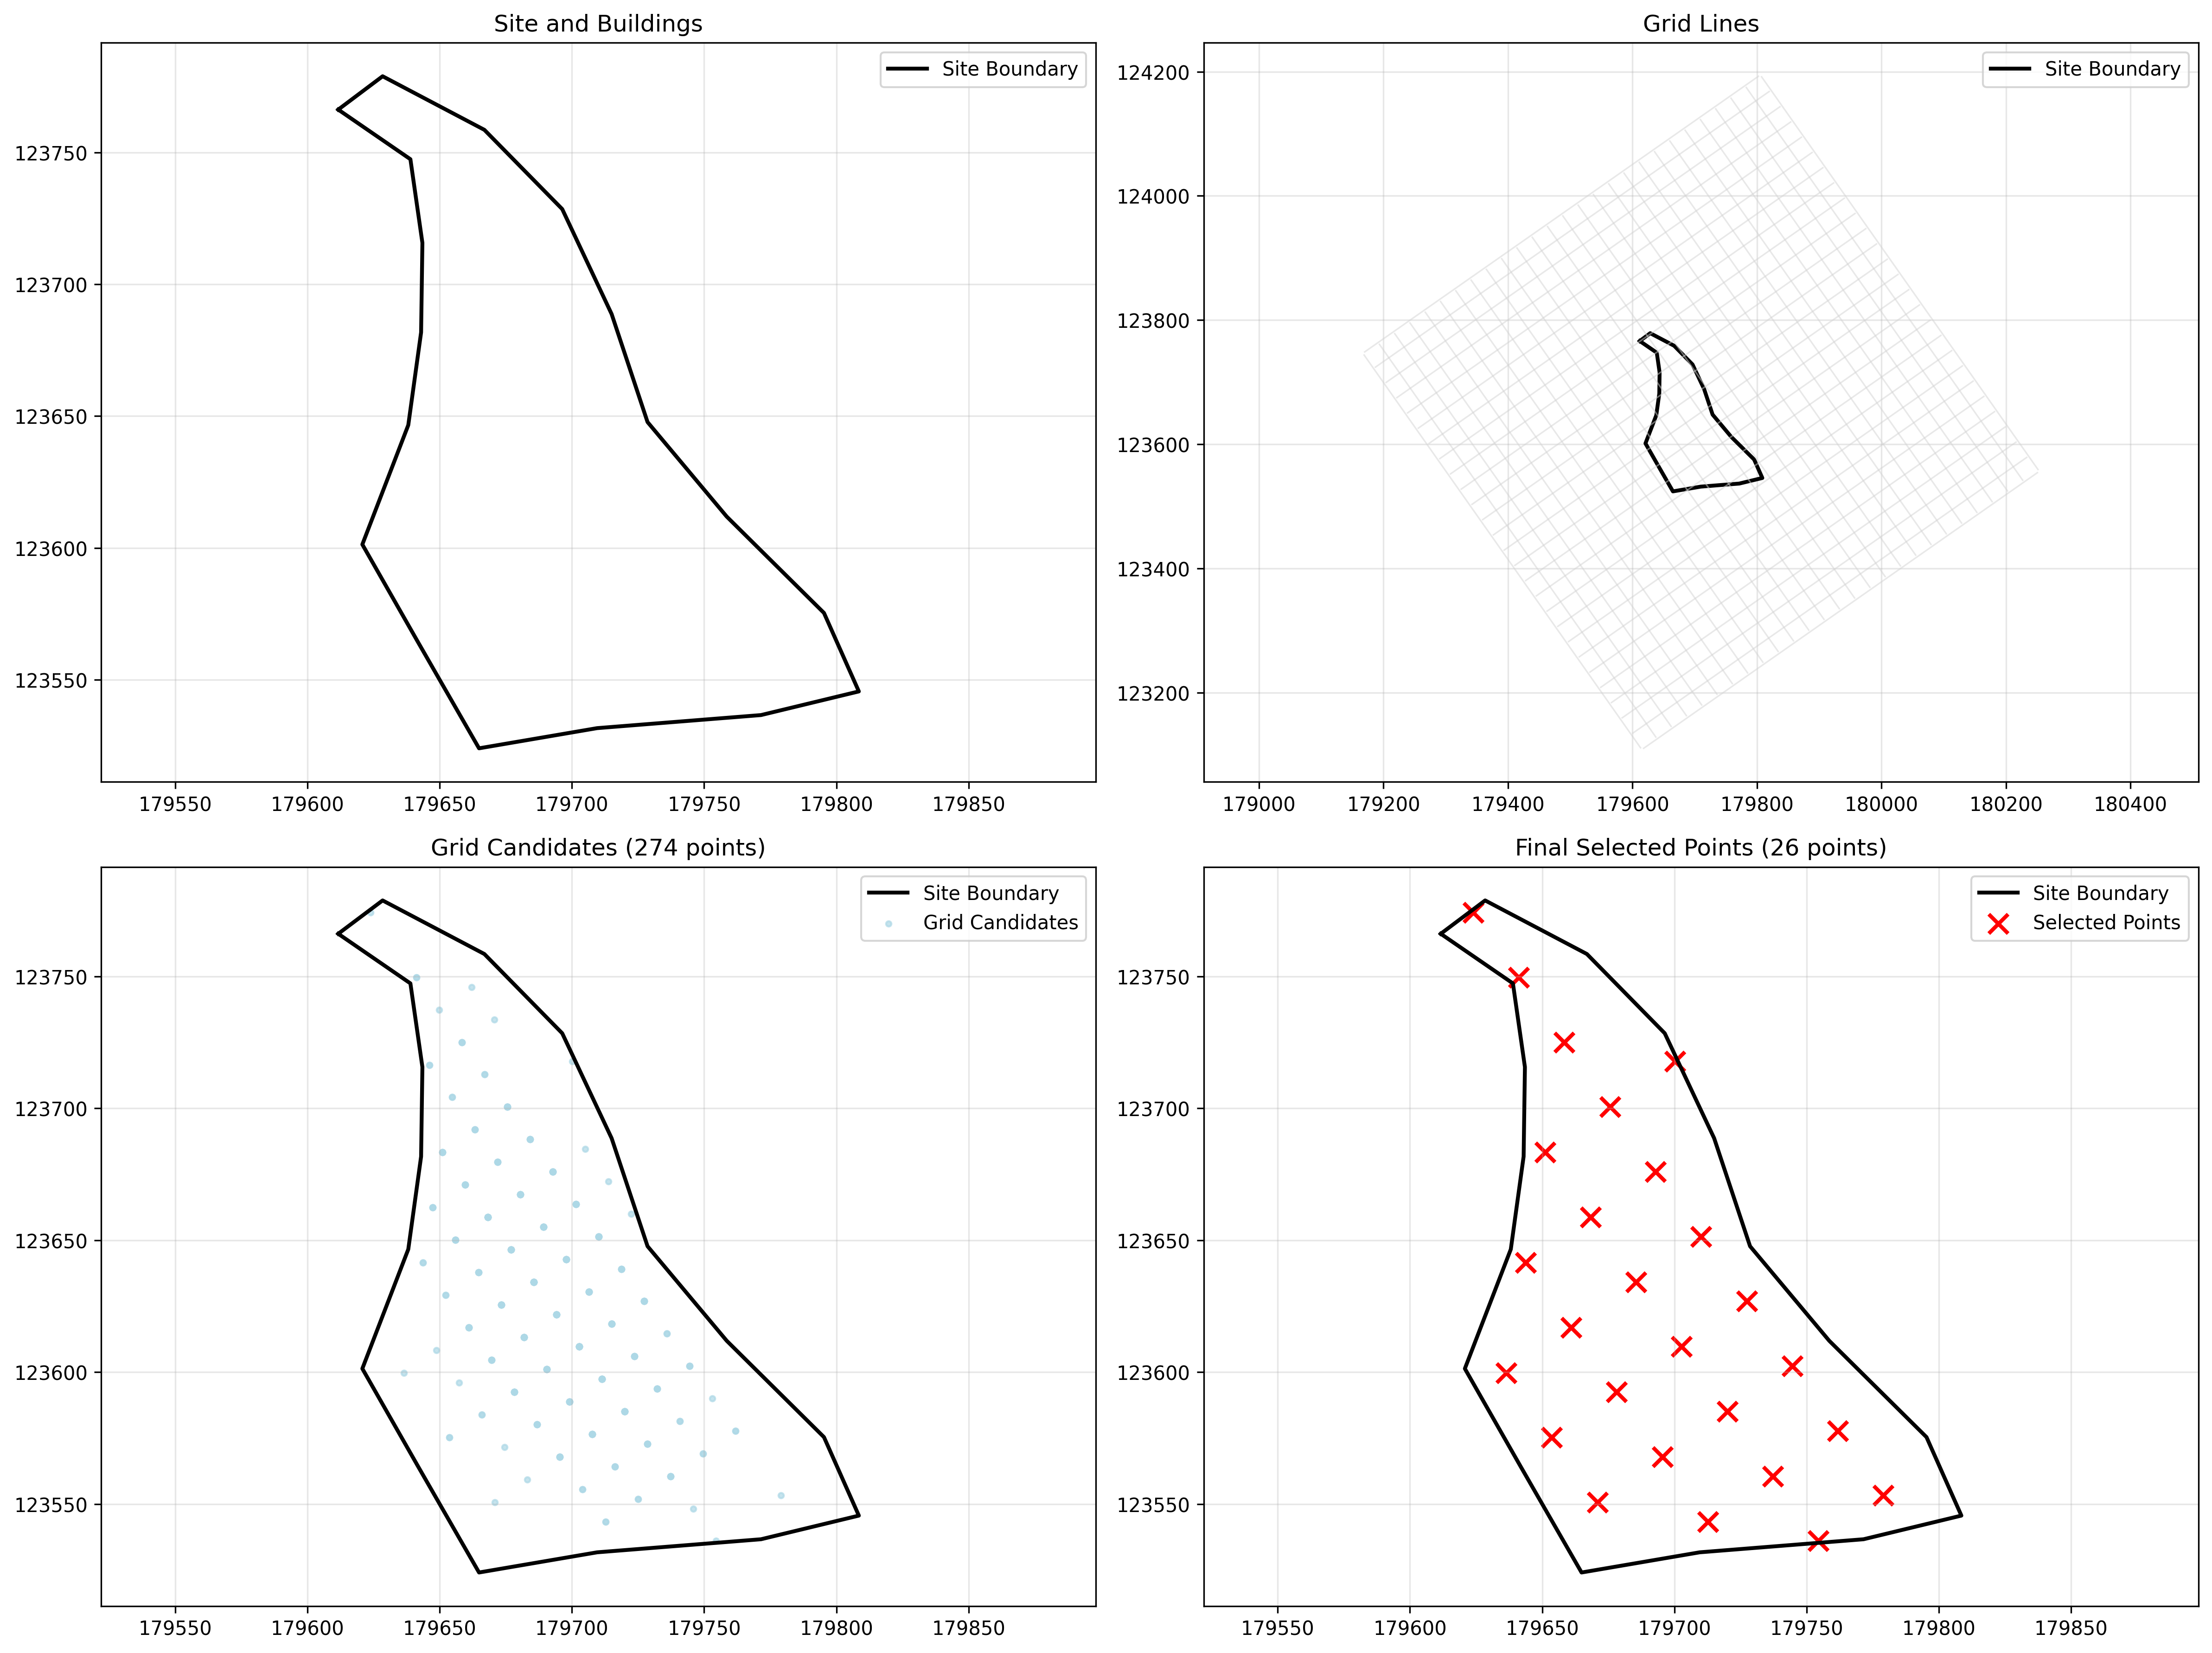 Site and Buildings
Site Boundary
123750
123700
123650
123600
123550
179550 179600 179650 179700 179750 179800 179850
Grid Lines
Site Boundary
124200
124000
123800
123600
123400
123200
179000 179200 179400 179600 179800 180000 180200 180400
Grid Candidates (274 points)
Site Boundary
Grid Candidates
123750
123700
123650
123600
123550
179550 179600 179650 179700 179750 179800 179850
Final Selected Points (26 points)
Site Boundary
Selected Points
123750
123700
123650
123600
123550
179550 179600 179650 179700 179750 179800 179850